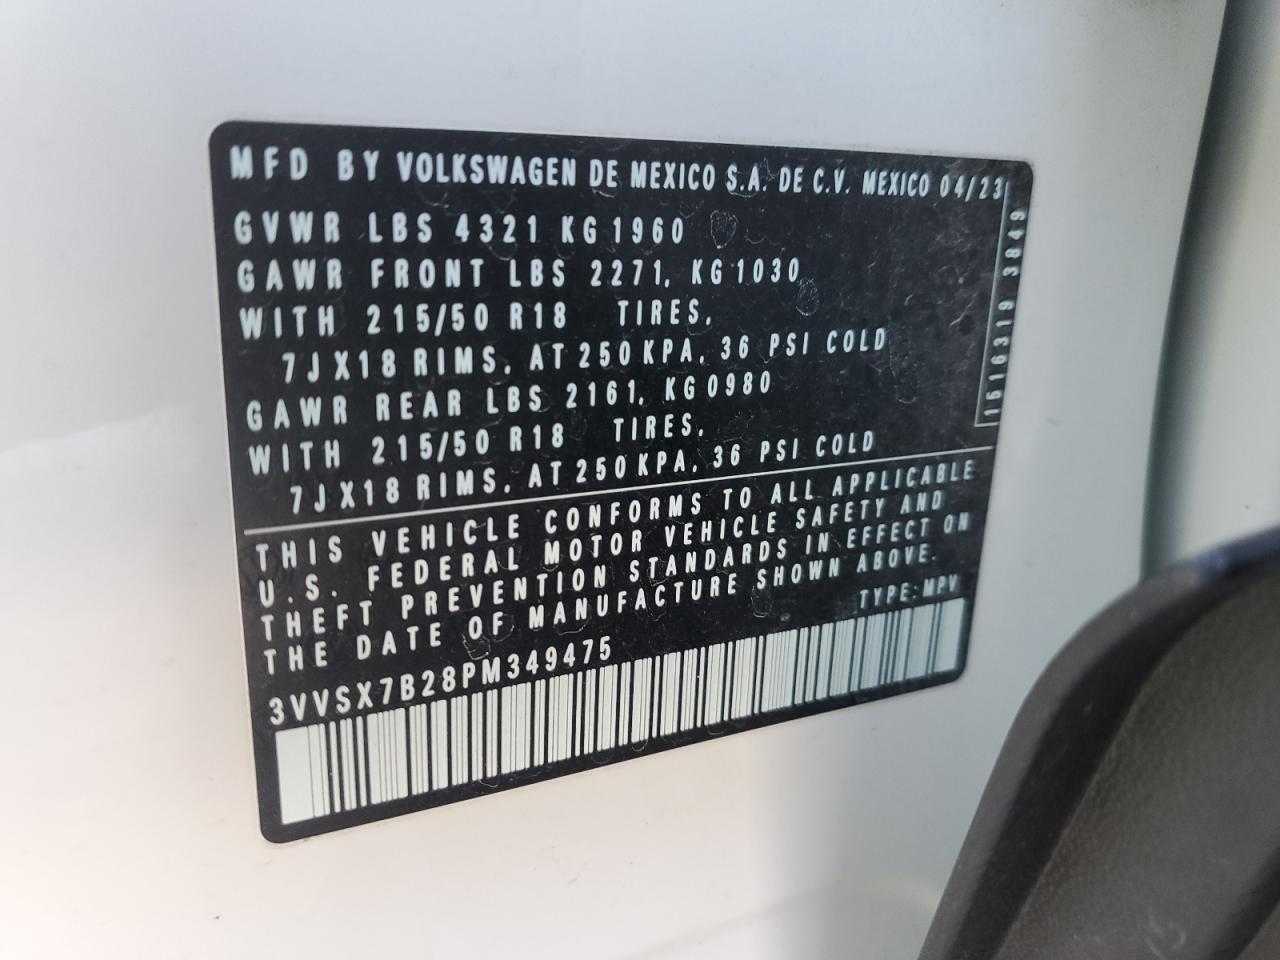 MFD BY VOLKSWAGEN DE MEXICO S.A. DE C.V. MEXICO 04/23
GVWR LBS 4321 KG 1960
GAWR FRONT LBS 2271, KG 1030
WITH 215/50 R18 TIRES,
7JX18 RIMS, AT 250 KPA, 36 PSI COLD
GAWR REAR LBS 2161, KG 0980
WITH 215/50 R18 TIRES,
7JX18 RIMS, AT 250 KPA, 36 PSI COLD
1516319 3849
THIS VEHICLE CONFORMS TO ALL APPLICABLE
U.S. FEDERAL MOTOR VEHICLE SAFETY AND
THEFT PREVENTION STANDARDS IN EFFECT ON
THE DATE OF MANUFACTURE SHOWN ABOVE.
TYPE: MPV
3VVSX7B28PM349475